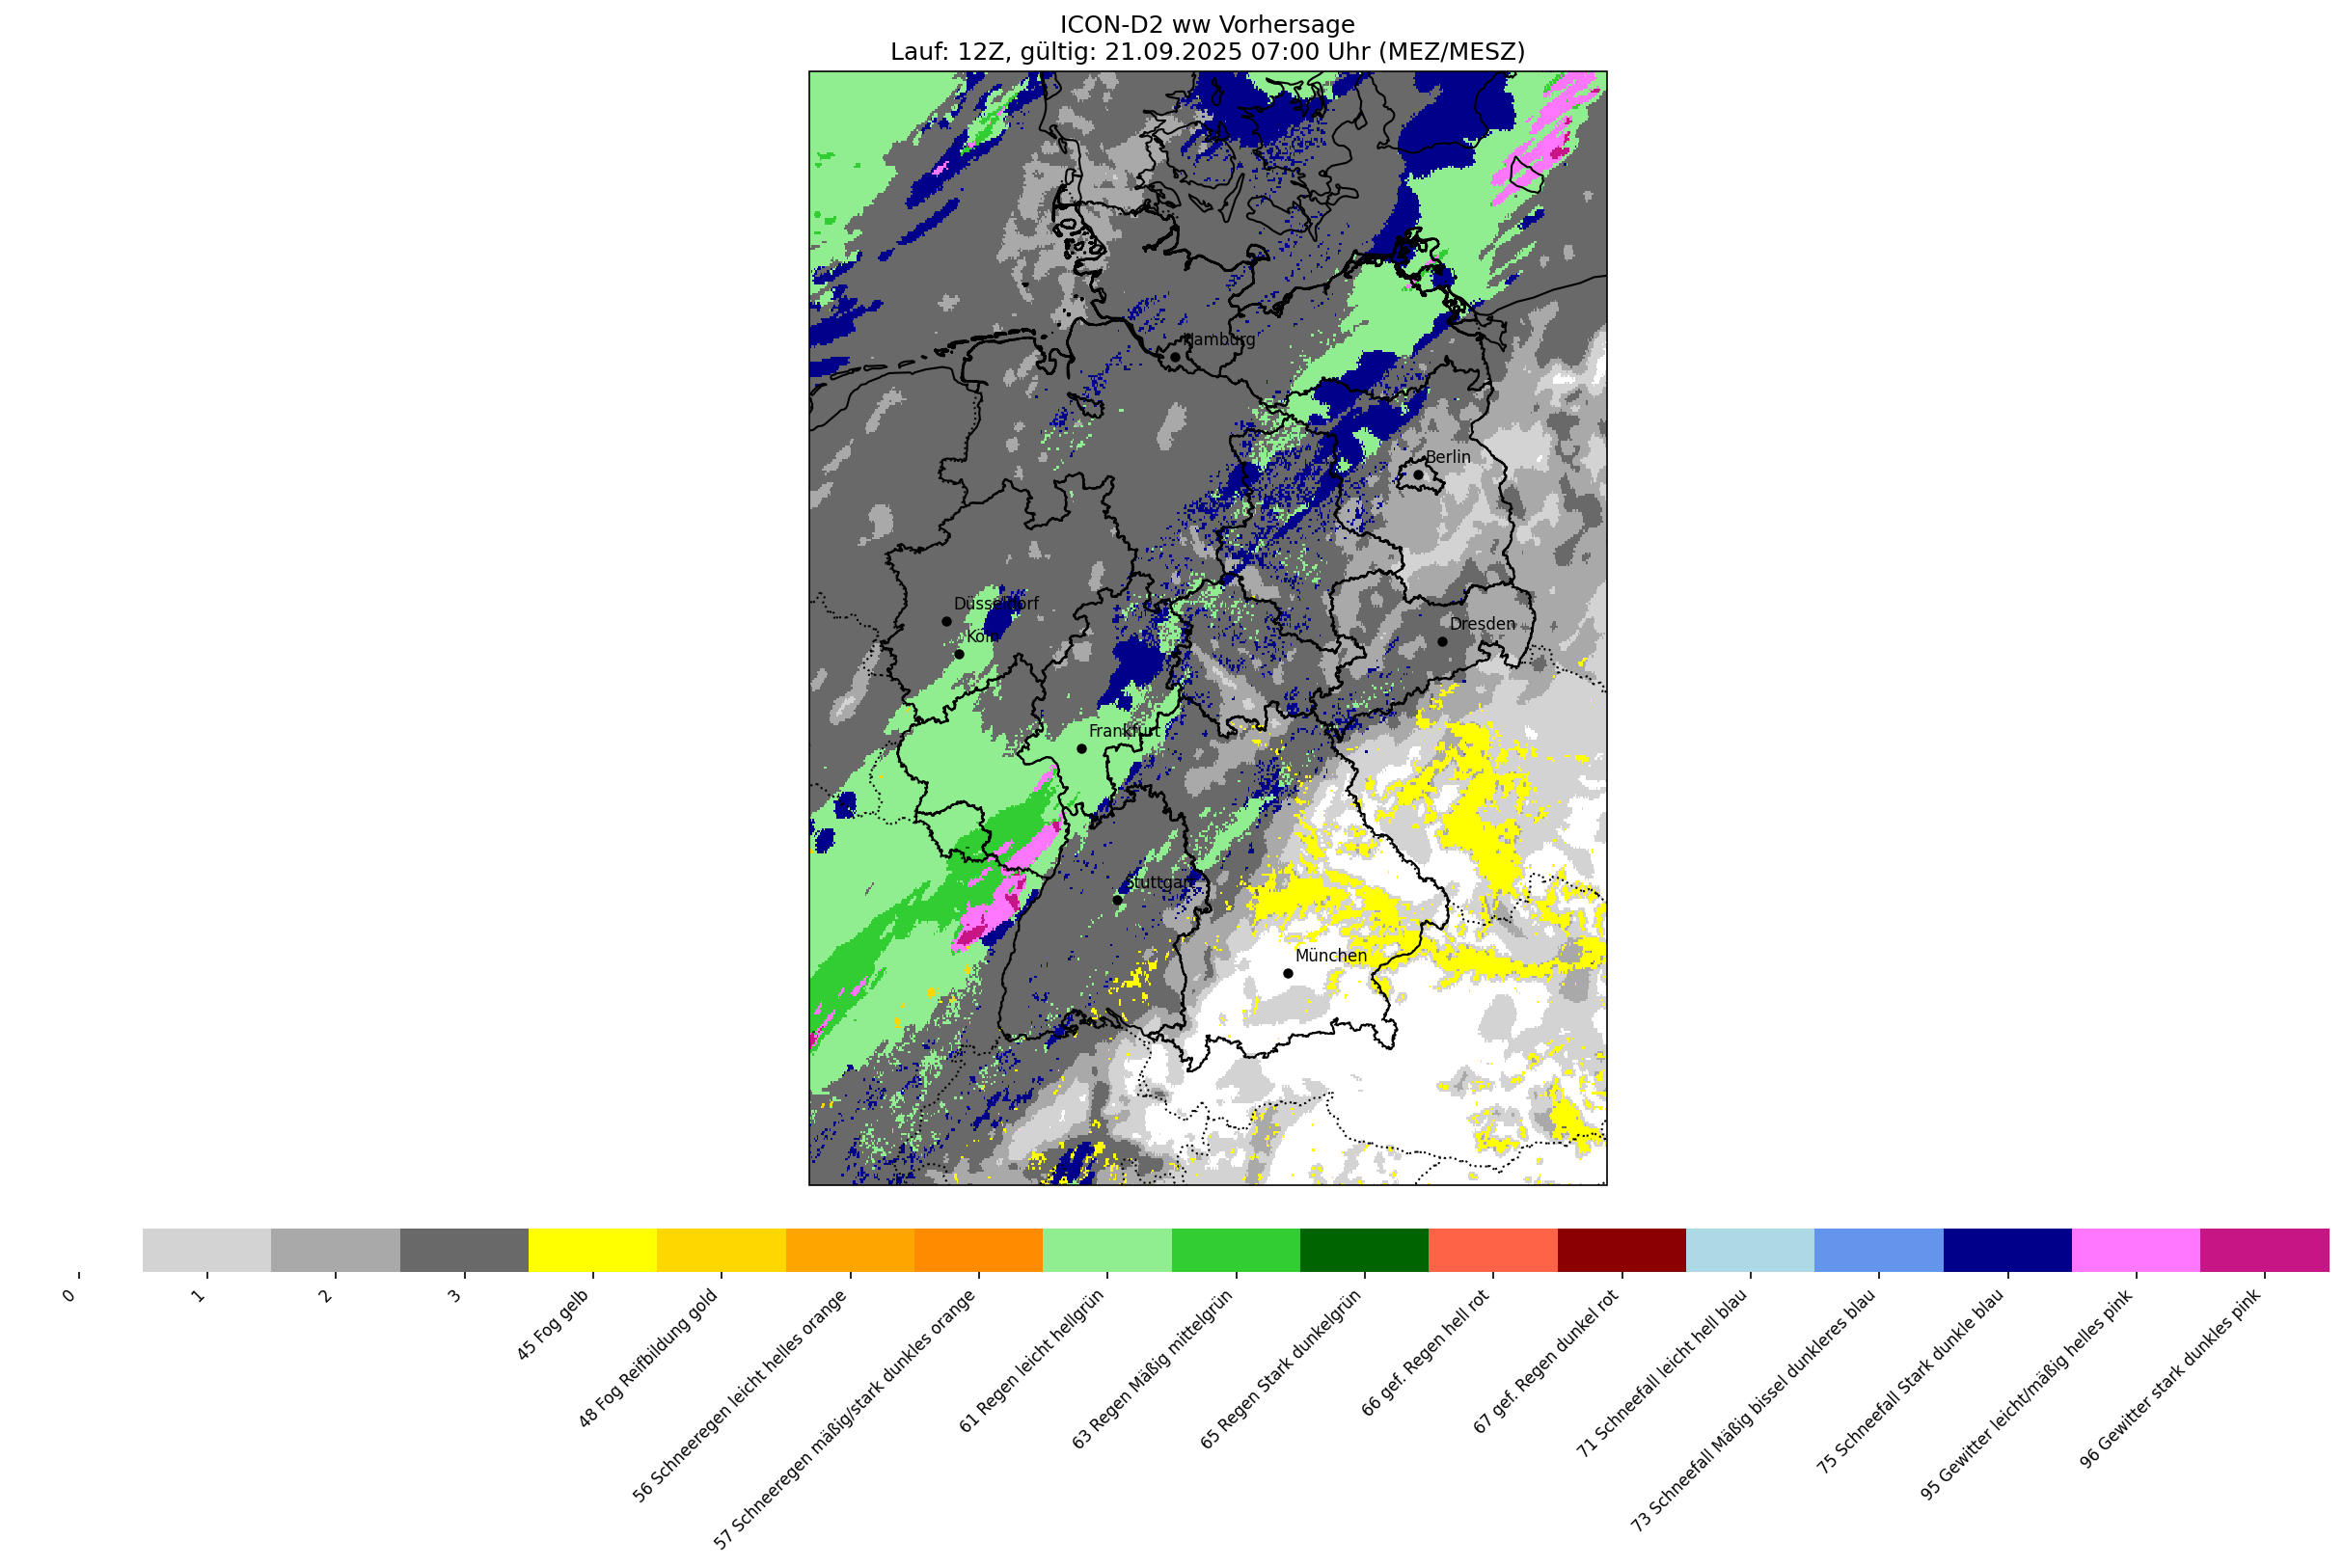 ICON-D2 ww Vorhersage
Lauf: 12Z, gültig: 21.09.2025 07:00 Uhr (MEZ/MESZ)
Hamburg
Berlin
Düsseldorf
Köln
Dresden
Frankfurt
Stuttgart
München
0
1
2
3
45 Fog gelb
48 Fog Reifbildung gold
56 Schneeregen leicht helles orange
57 Schneeregen mäßig/stark dunkles orange
61 Regen leicht hellgrün
63 Regen Mäßig mittelgrün
65 Regen Stark dunkelgrün
66 gef. Regen hell rot
67 gef. Regen dunkel rot
71 Schneefall leicht hell blau
73 Schneefall Mäßig bissel dunkleres blau
75 Schneefall Stark dunkle blau
95 Gewitter leicht/mäßig helles pink
96 Gewitter stark dunkles pink